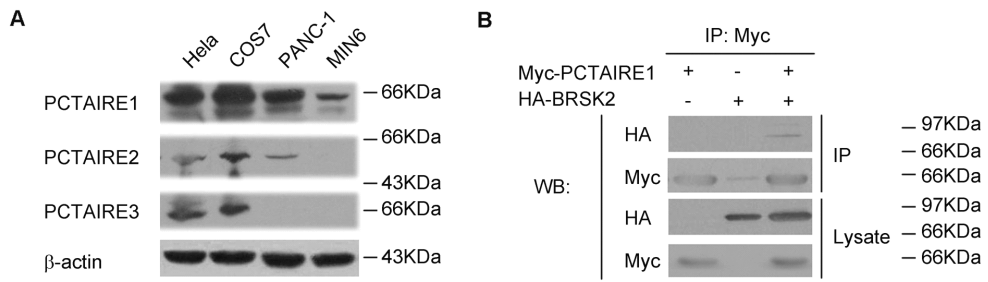 A
Hela COS7 PANC-1 MIN6
PCTAIRE1 – 66KDa
– 66KDa
PCTAIRE2
– 43KDa
PCTAIRE3 – 66KDa
β-actin – 43KDa
B
IP: Myc
Myc-PCTAIRE1 + - +
HA-BRSK2 - + +
WB:
HA – 97KDa
– 66KDa
Myc – 66KDa
IP
HA – 97KDa
– 66KDa
Myc – 66KDa
Lysate